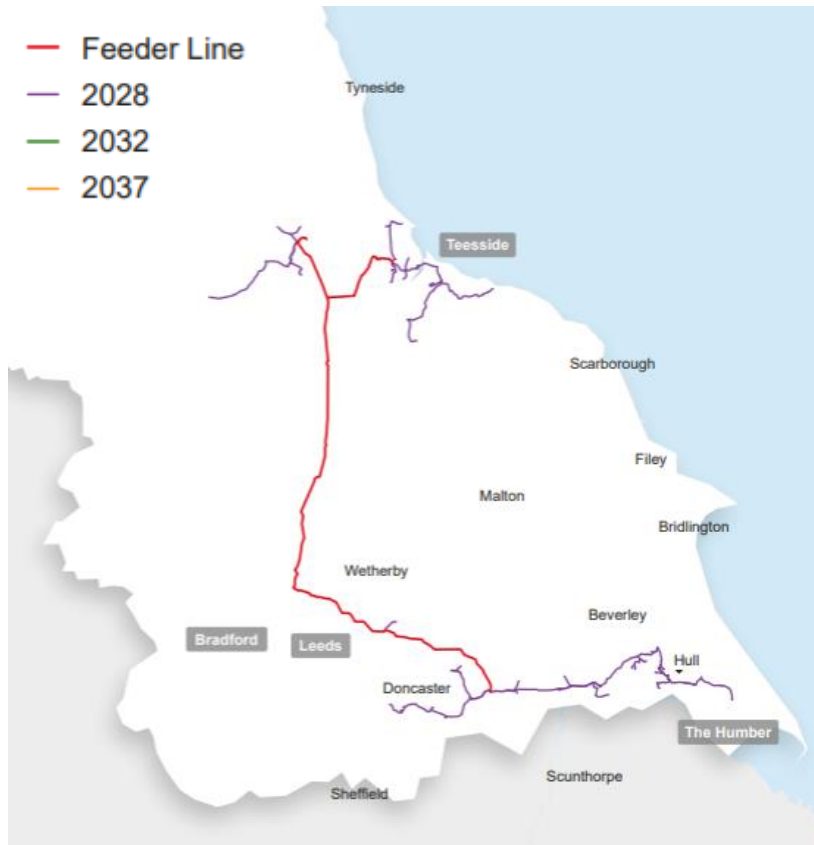 Feeder Line
2028
2032
2037
Tyneside
Teesside
Scarborough
Filey
Malton
Bridlington
Wetherby
Beverley
Bradford
Leeds
Hull
Doncaster
The Humber
Scunthorpe
Sheffield